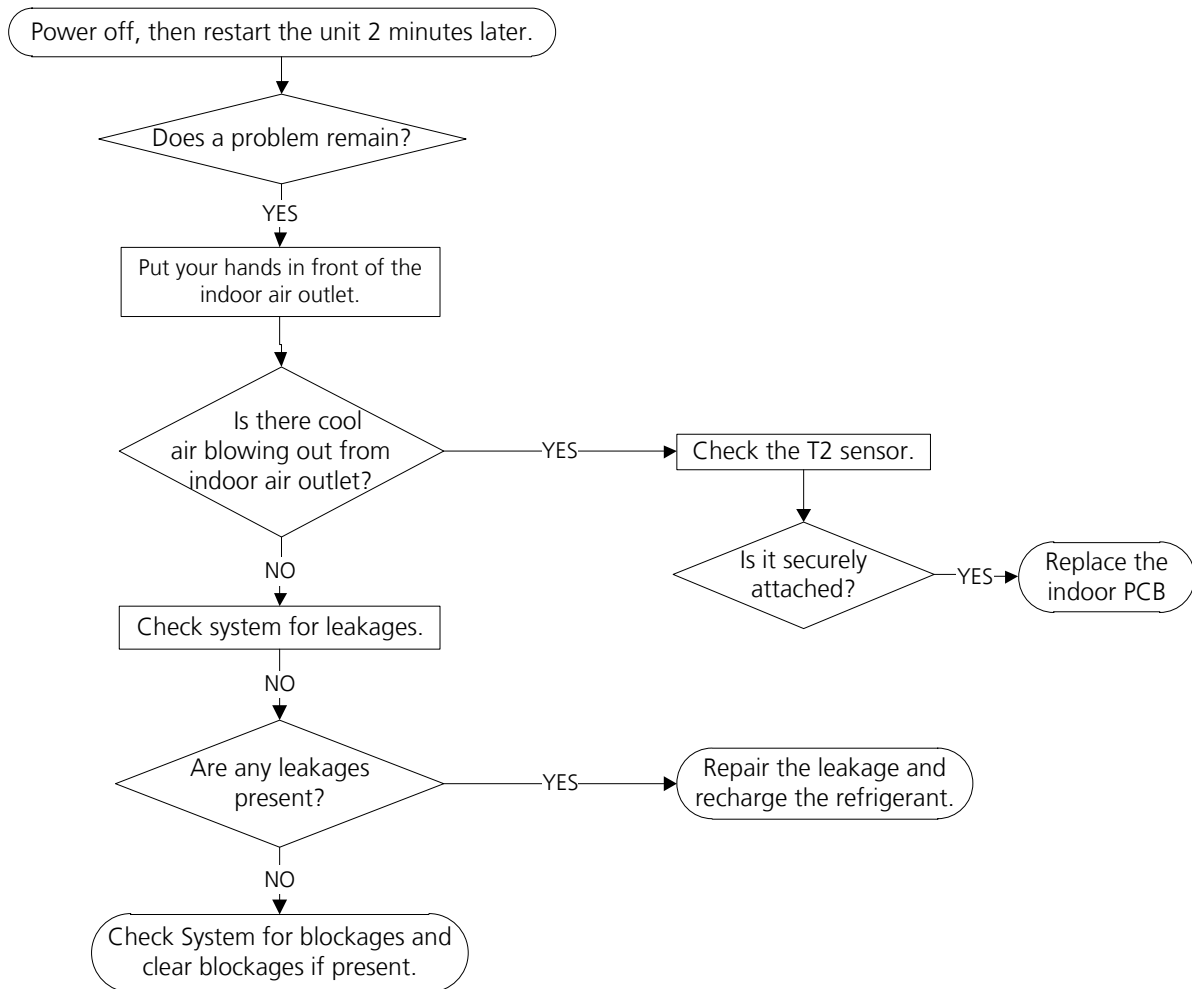 Power off, then restart the unit 2 minutes later.
Does a problem remain?
YES
Put your hands in front of the
indoor air outlet.
Is there cool
air blowing out from
indoor air outlet?
YES
Check the T2 sensor.
Is it securely
attached?
YES
Replace the
indoor PCB
NO
Check system for leakages.
NO
Are any leakages
present?
YES
Repair the leakage and
recharge the refrigerant.
NO
Check System for blockages and
clear blockages if present.